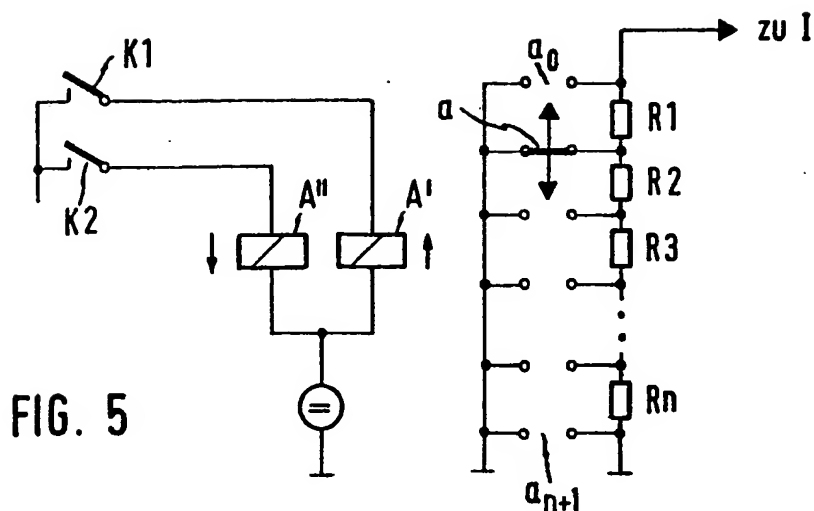 zu I
K1
a₀
a
R1
R2
K2
A"
A'
R3
=
Rn
FIG. 5
aₙ₊₁